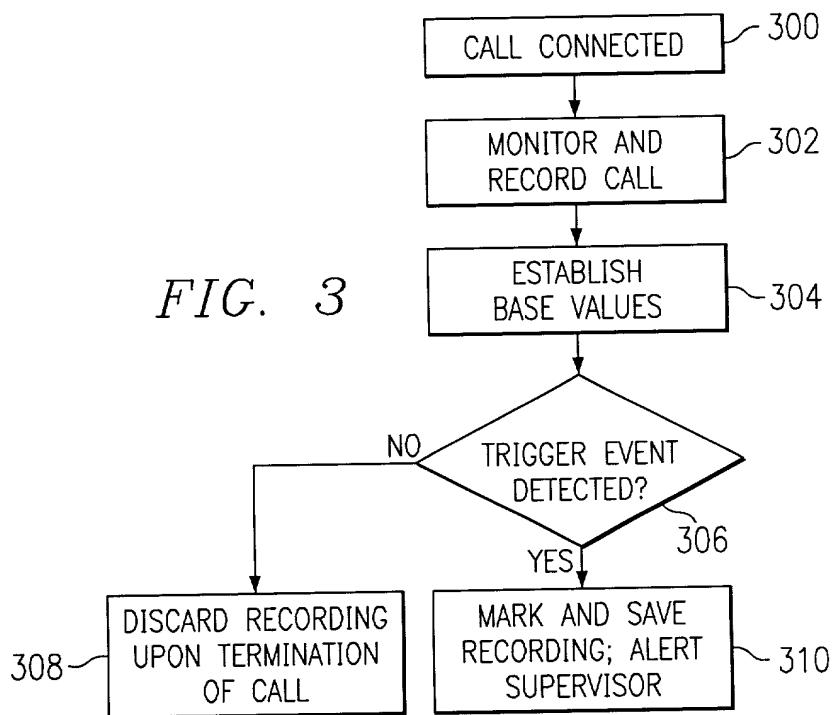 CALL CONNECTED
300
MONITOR AND
RECORD CALL
302
ESTABLISH
BASE VALUES
304
FIG. 3
NO
TRIGGER EVENT
DETECTED?
306
YES
DISCARD RECORDING
UPON TERMINATION
OF CALL
308
MARK AND SAVE
RECORDING; ALERT
SUPERVISOR
310